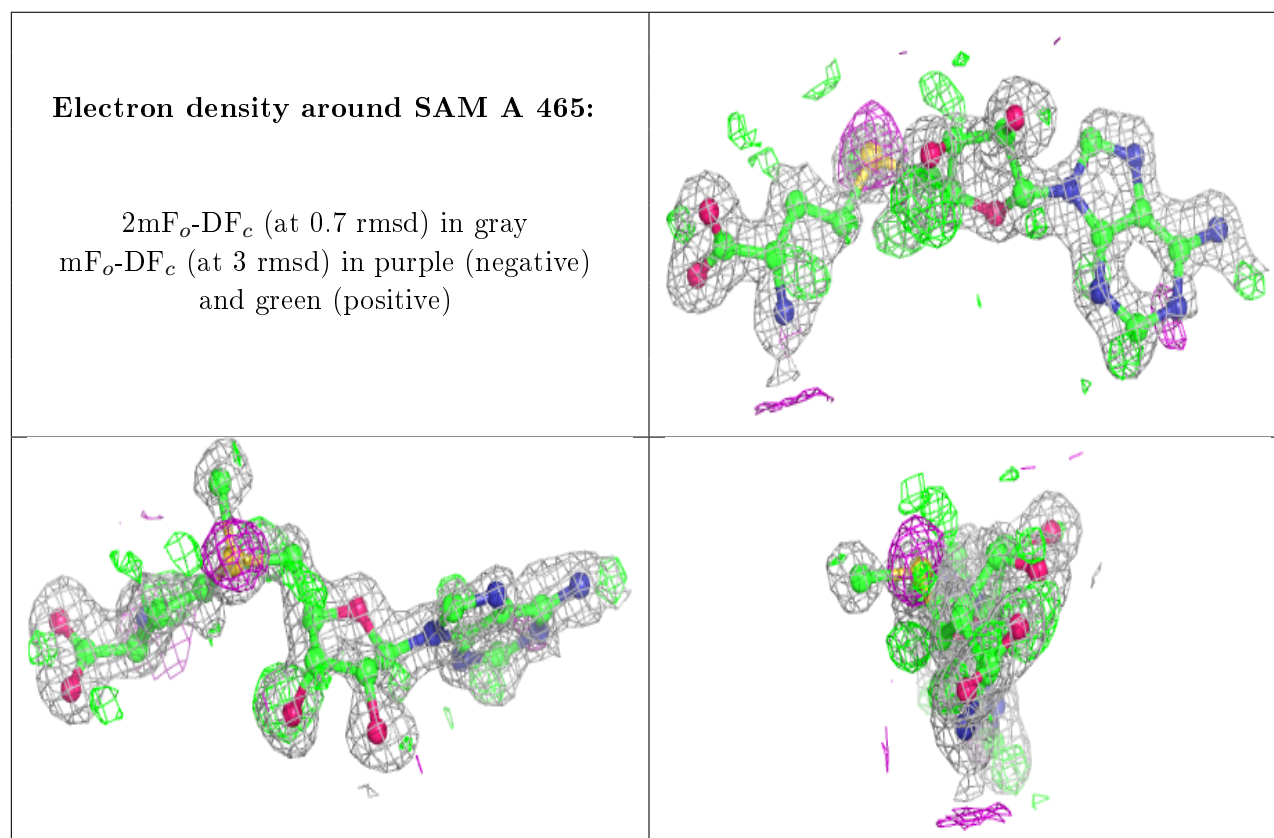 Electron density around SAM A 465:
2mFₒ-DF𝒸 (at 0.7 rmsd) in gray
mFₒ-DF𝒸 (at 3 rmsd) in purple (negative)
and green (positive)